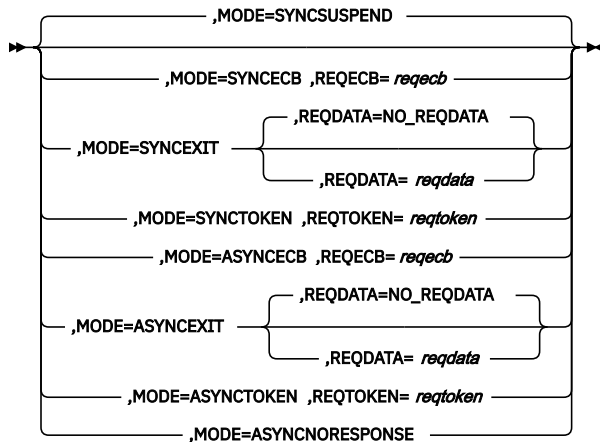 ,MODE=SYNCSUSPEND
,MODE=SYNCECB ,REQECB= reqecb
,REQDATA=NO_REQDATA
,MODE=SYNCEXIT
,REQDATA= reqdata
,MODE=SYNCTOKEN ,REQTOKEN= reqtoken
,MODE=ASYNCECB ,REQECB= reqecb
,REQDATA=NO_REQDATA
,MODE=ASYNCEXIT
,REQDATA= reqdata
,MODE=ASYNCTOKEN ,REQTOKEN= reqtoken
,MODE=ASYNCNORESPONSE